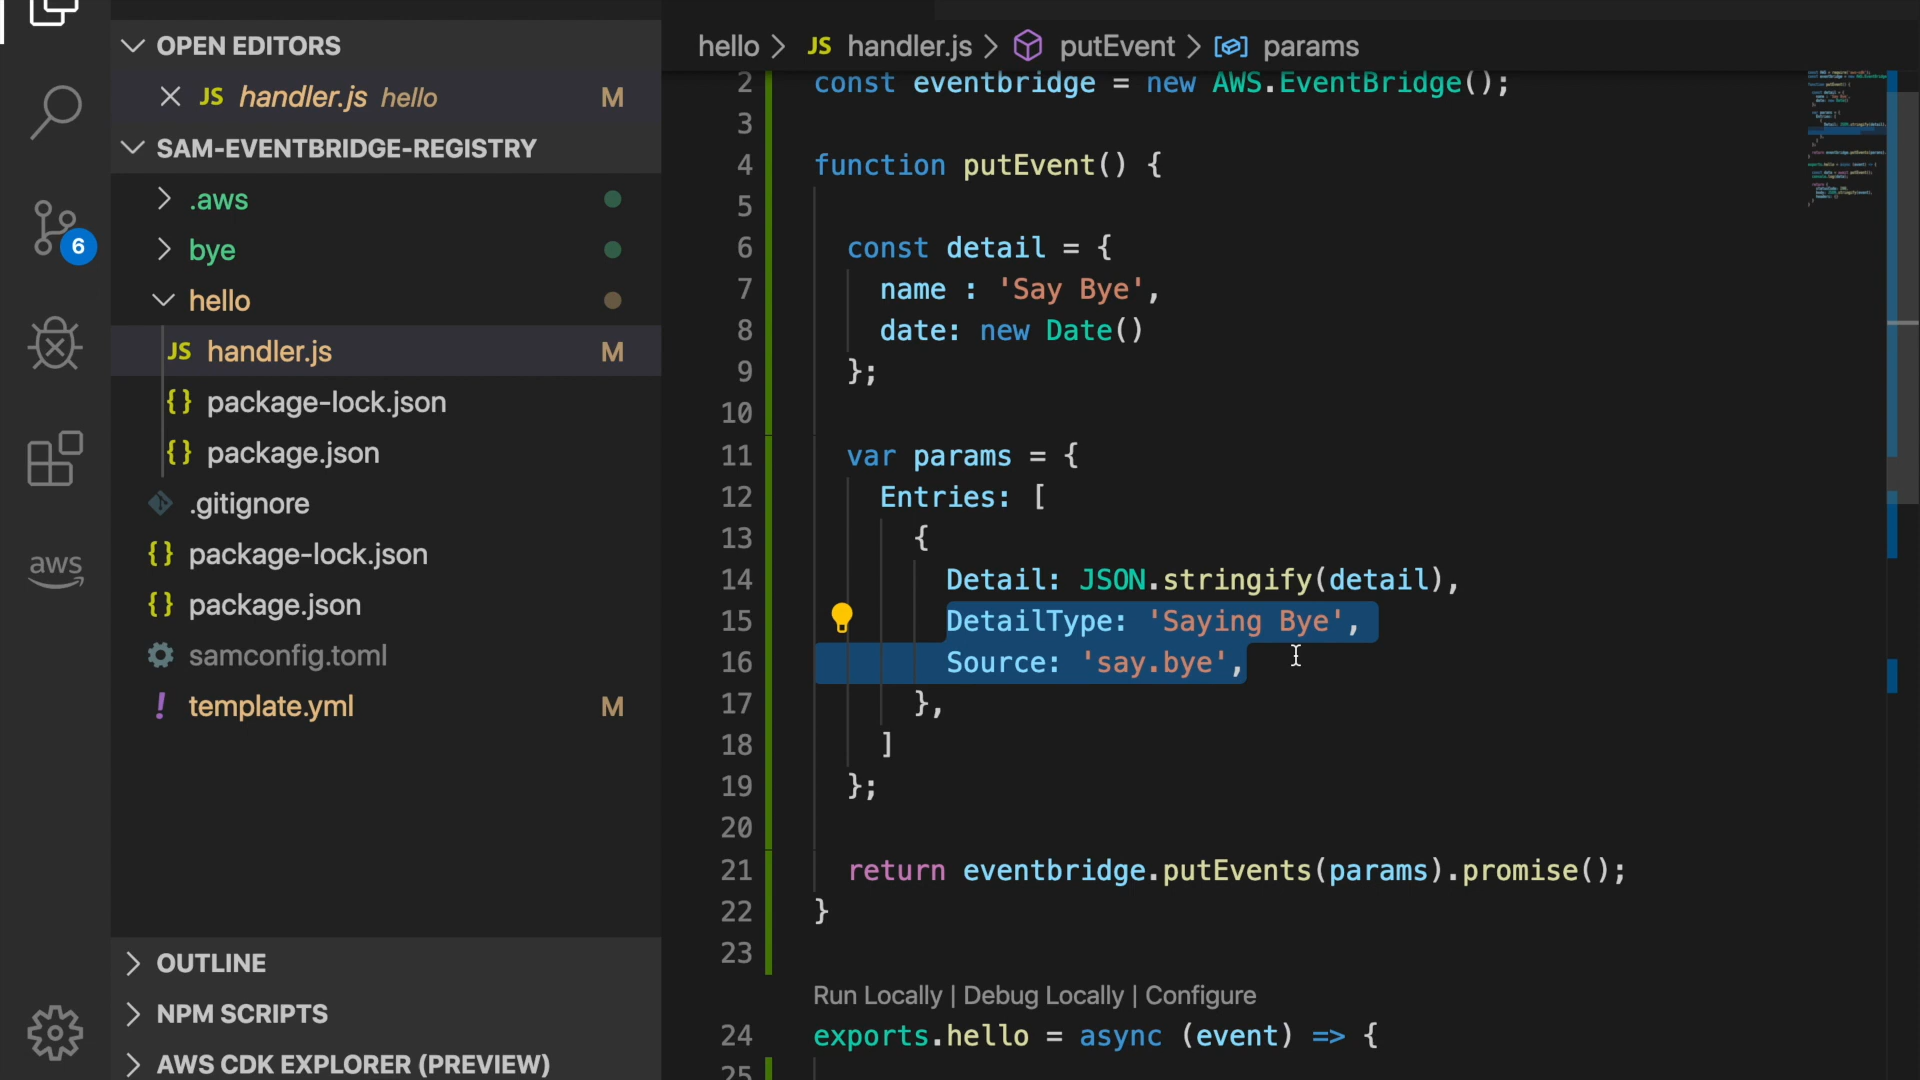 OPEN EDITORS
JS handler.js hello M
SAM-EVENTBRIDGE-REGISTRY
.aws
bye
hello
JS handler.js M
{} package-lock.json
{} package.json
.gitignore
{} package-lock.json
{} package.json
samconfig.toml
! template.yml M
OUTLINE
NPM SCRIPTS
AWS CDK EXPLORER (PREVIEW)
6
aws
hello > JS handler.js > putEvent > params
2 const eventbridge = new AWS.EventBridge();
3
4 function putEvent() {
5
6 const detail = {
7 name : 'Say Bye',
8 date: new Date()
9 };
10
11 var params = {
12 Entries: [
13 {
14 Detail: JSON.stringify(detail),
15 DetailType: 'Saying Bye',
16 Source: 'say.bye',
17 },
18 ]
19 };
20
21 return eventbridge.putEvents(params).promise();
22 }
23
Run Locally | Debug Locally | Configure
24 exports.hello = async (event) => {
25